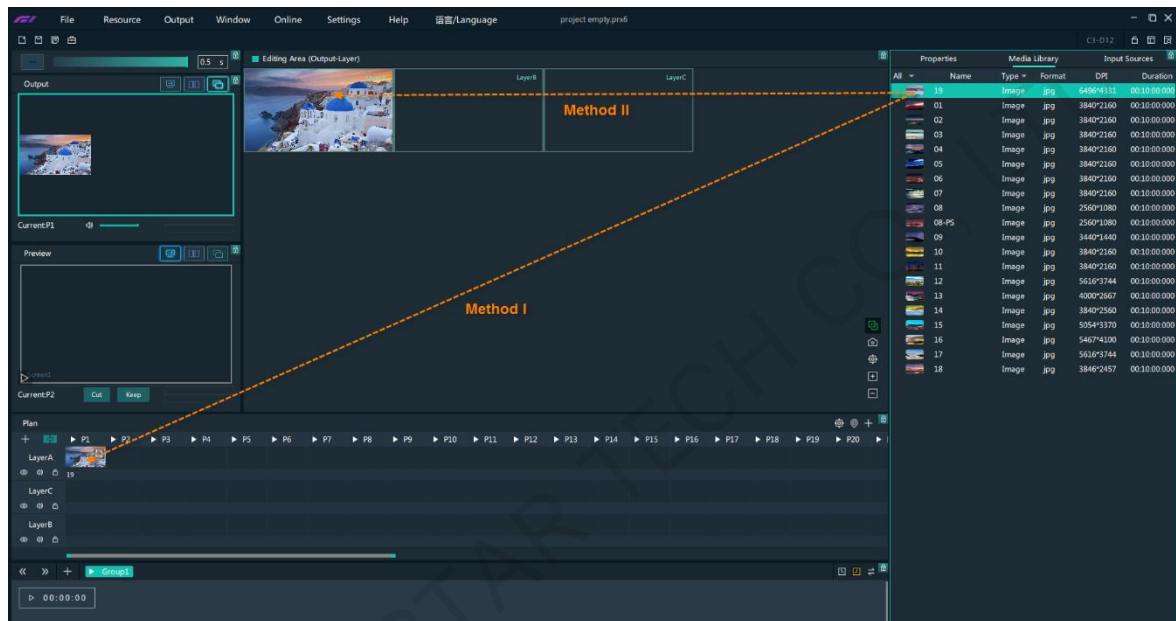 File Resource Output Window Online Settings Help 语言/Language project empty.prx6
C3-D12
0.5 s
Editing Area (Output-Layer)
Properties Media Library Input Sources
Output
LayerB
LayerC
All Name Type Format DPI Duration
19 Image jpg 6496*4331 00:10:00:000
01 Image jpg 3840*2160 00:10:00:000
02 Image jpg 3840*2160 00:10:00:000
03 Image jpg 3840*2160 00:10:00:000
04 Image jpg 3840*2160 00:10:00:000
05 Image jpg 3840*2160 00:10:00:000
06 Image jpg 3840*2160 00:10:00:000
07 Image jpg 3840*2160 00:10:00:000
08 Image jpg 2560*1080 00:10:00:000
08-PS Image jpg 2560*1080 00:10:00:000
09 Image jpg 3440*1440 00:10:00:000
10 Image jpg 3840*2160 00:10:00:000
11 Image jpg 3840*2160 00:10:00:000
12 Image jpg 5616*3744 00:10:00:000
13 Image jpg 4000*2667 00:10:00:000
14 Image jpg 3840*2560 00:10:00:000
15 Image jpg 5054*3370 00:10:00:000
16 Image jpg 5467*4100 00:10:00:000
17 Image jpg 5616*3744 00:10:00:000
18 Image jpg 3846*2457 00:10:00:000
Method II
Current:P1
Preview
Method I
Current:P2 Cut Keep
Plan
P1 P2 P3 P4 P5 P6 P7 P8 P9 P10 P11 P12 P13 P14 P15 P16 P17 P18 P19 P20
LayerA
19
LayerC
LayerB
Group1
00:00:00